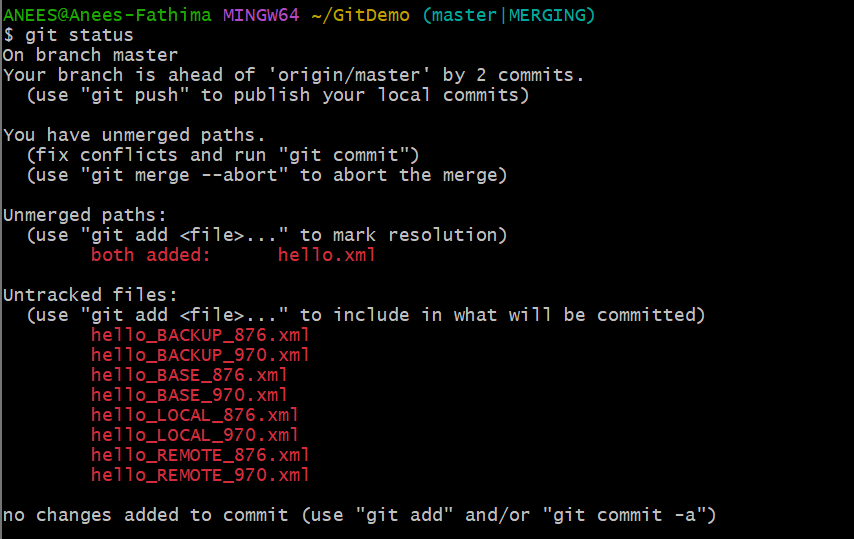 ANEES@Anees-Fathima MINGW64 ~/GitDemo (master|MERGING)
$ git status
On branch master
Your branch is ahead of 'origin/master' by 2 commits.
  (use "git push" to publish your local commits)

You have unmerged paths.
  (fix conflicts and run "git commit")
  (use "git merge --abort" to abort the merge)

Unmerged paths:
  (use "git add <file>..." to mark resolution)
        both added:      hello.xml

Untracked files:
  (use "git add <file>..." to include in what will be committed)
        hello_BACKUP_876.xml
        hello_BACKUP_970.xml
        hello_BASE_876.xml
        hello_BASE_970.xml
        hello_LOCAL_876.xml
        hello_LOCAL_970.xml
        hello_REMOTE_876.xml
        hello_REMOTE_970.xml

no changes added to commit (use "git add" and/or "git commit -a")